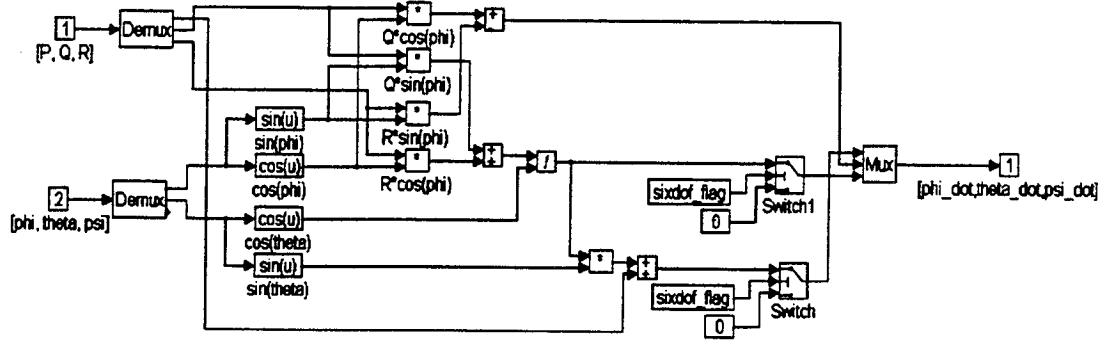 1
Demux
[P, Q, R]
*
Q*cos(phi)
+
-
*
Q*sin(phi)
*
R*sin(phi)
sin(u)
sin(phi)
cos(u)
cos(phi)
*
R*cos(phi)
+
+
/
2
Demux
[phi, theta, psi]
cos(u)
cos(theta)
sin(u)
sin(theta)
*
+
+
sixdof_flag
0
Switch1
sixdof_flag
0
Switch
Mux
1
[phi_dot,theta_dot,psi_dot]